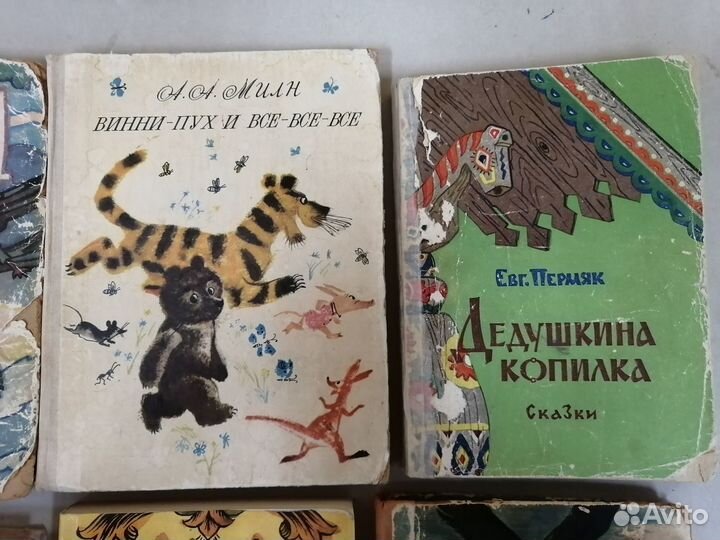 А. А. МИЛН
ВИННИ-ПУХ И ВСЕ-ВСЕ-ВСЕ
ЕВГ. ПЕРМЯК
ДЕДУШКИНА
КОПИЛКА
СКАЗКИ
Avito